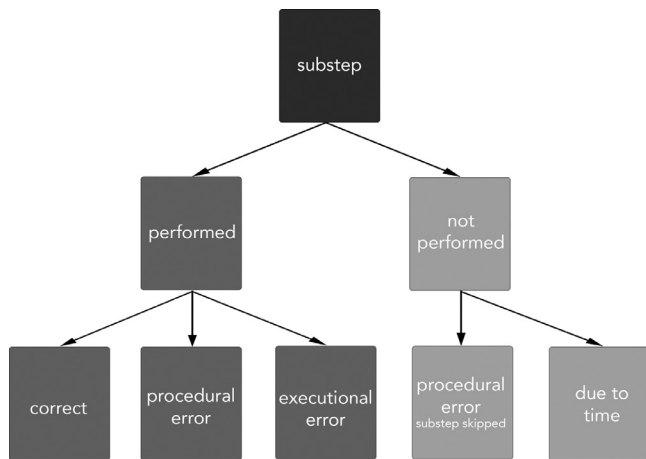 substep
performed
not
performed
correct
procedural
error
executional
error
procedural
error
substep skipped
due to
time